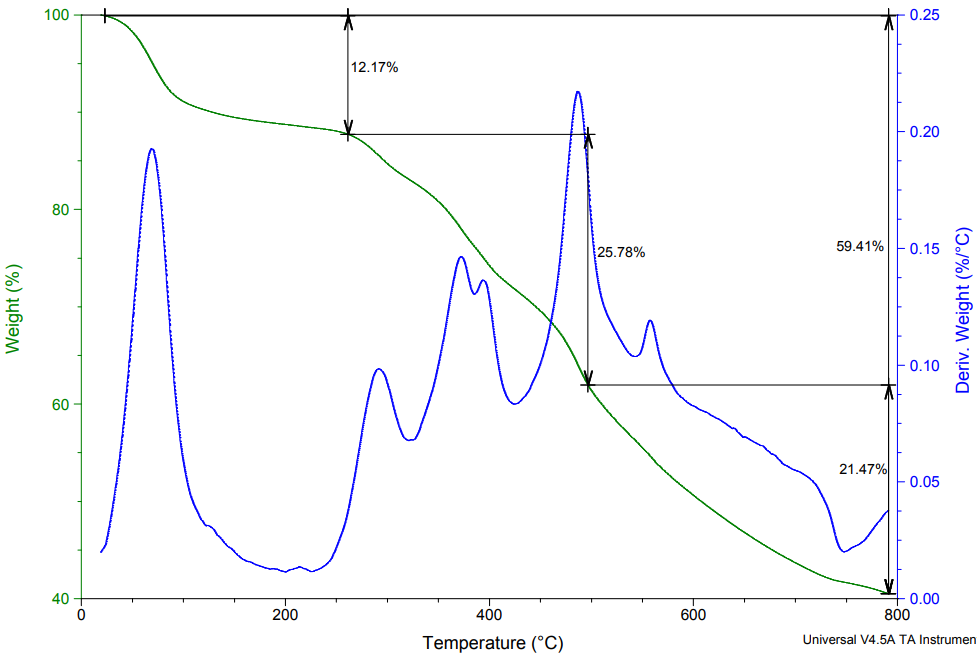 100
80
60
40
Weight (%)
12.17%
25.78%
59.41%
21.47%
0.25
0.20
0.15
0.10
0.05
0.00
Deriv. Weight (%/°C)
0 200 400 600 800
Temperature (°C)
Universal V4.5A TA Instrumen